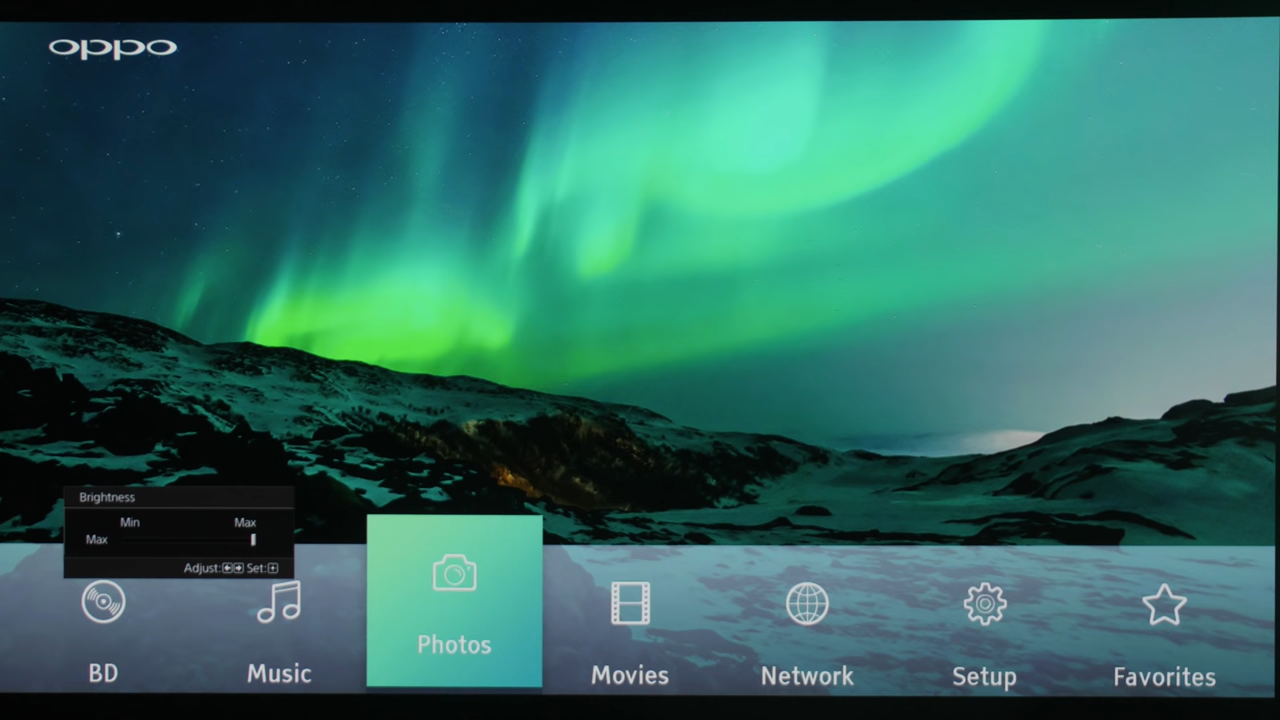 oppo
Brightness
Min Max
Max
Adjust: Set:
BD Music Photos Movies Network Setup Favorites